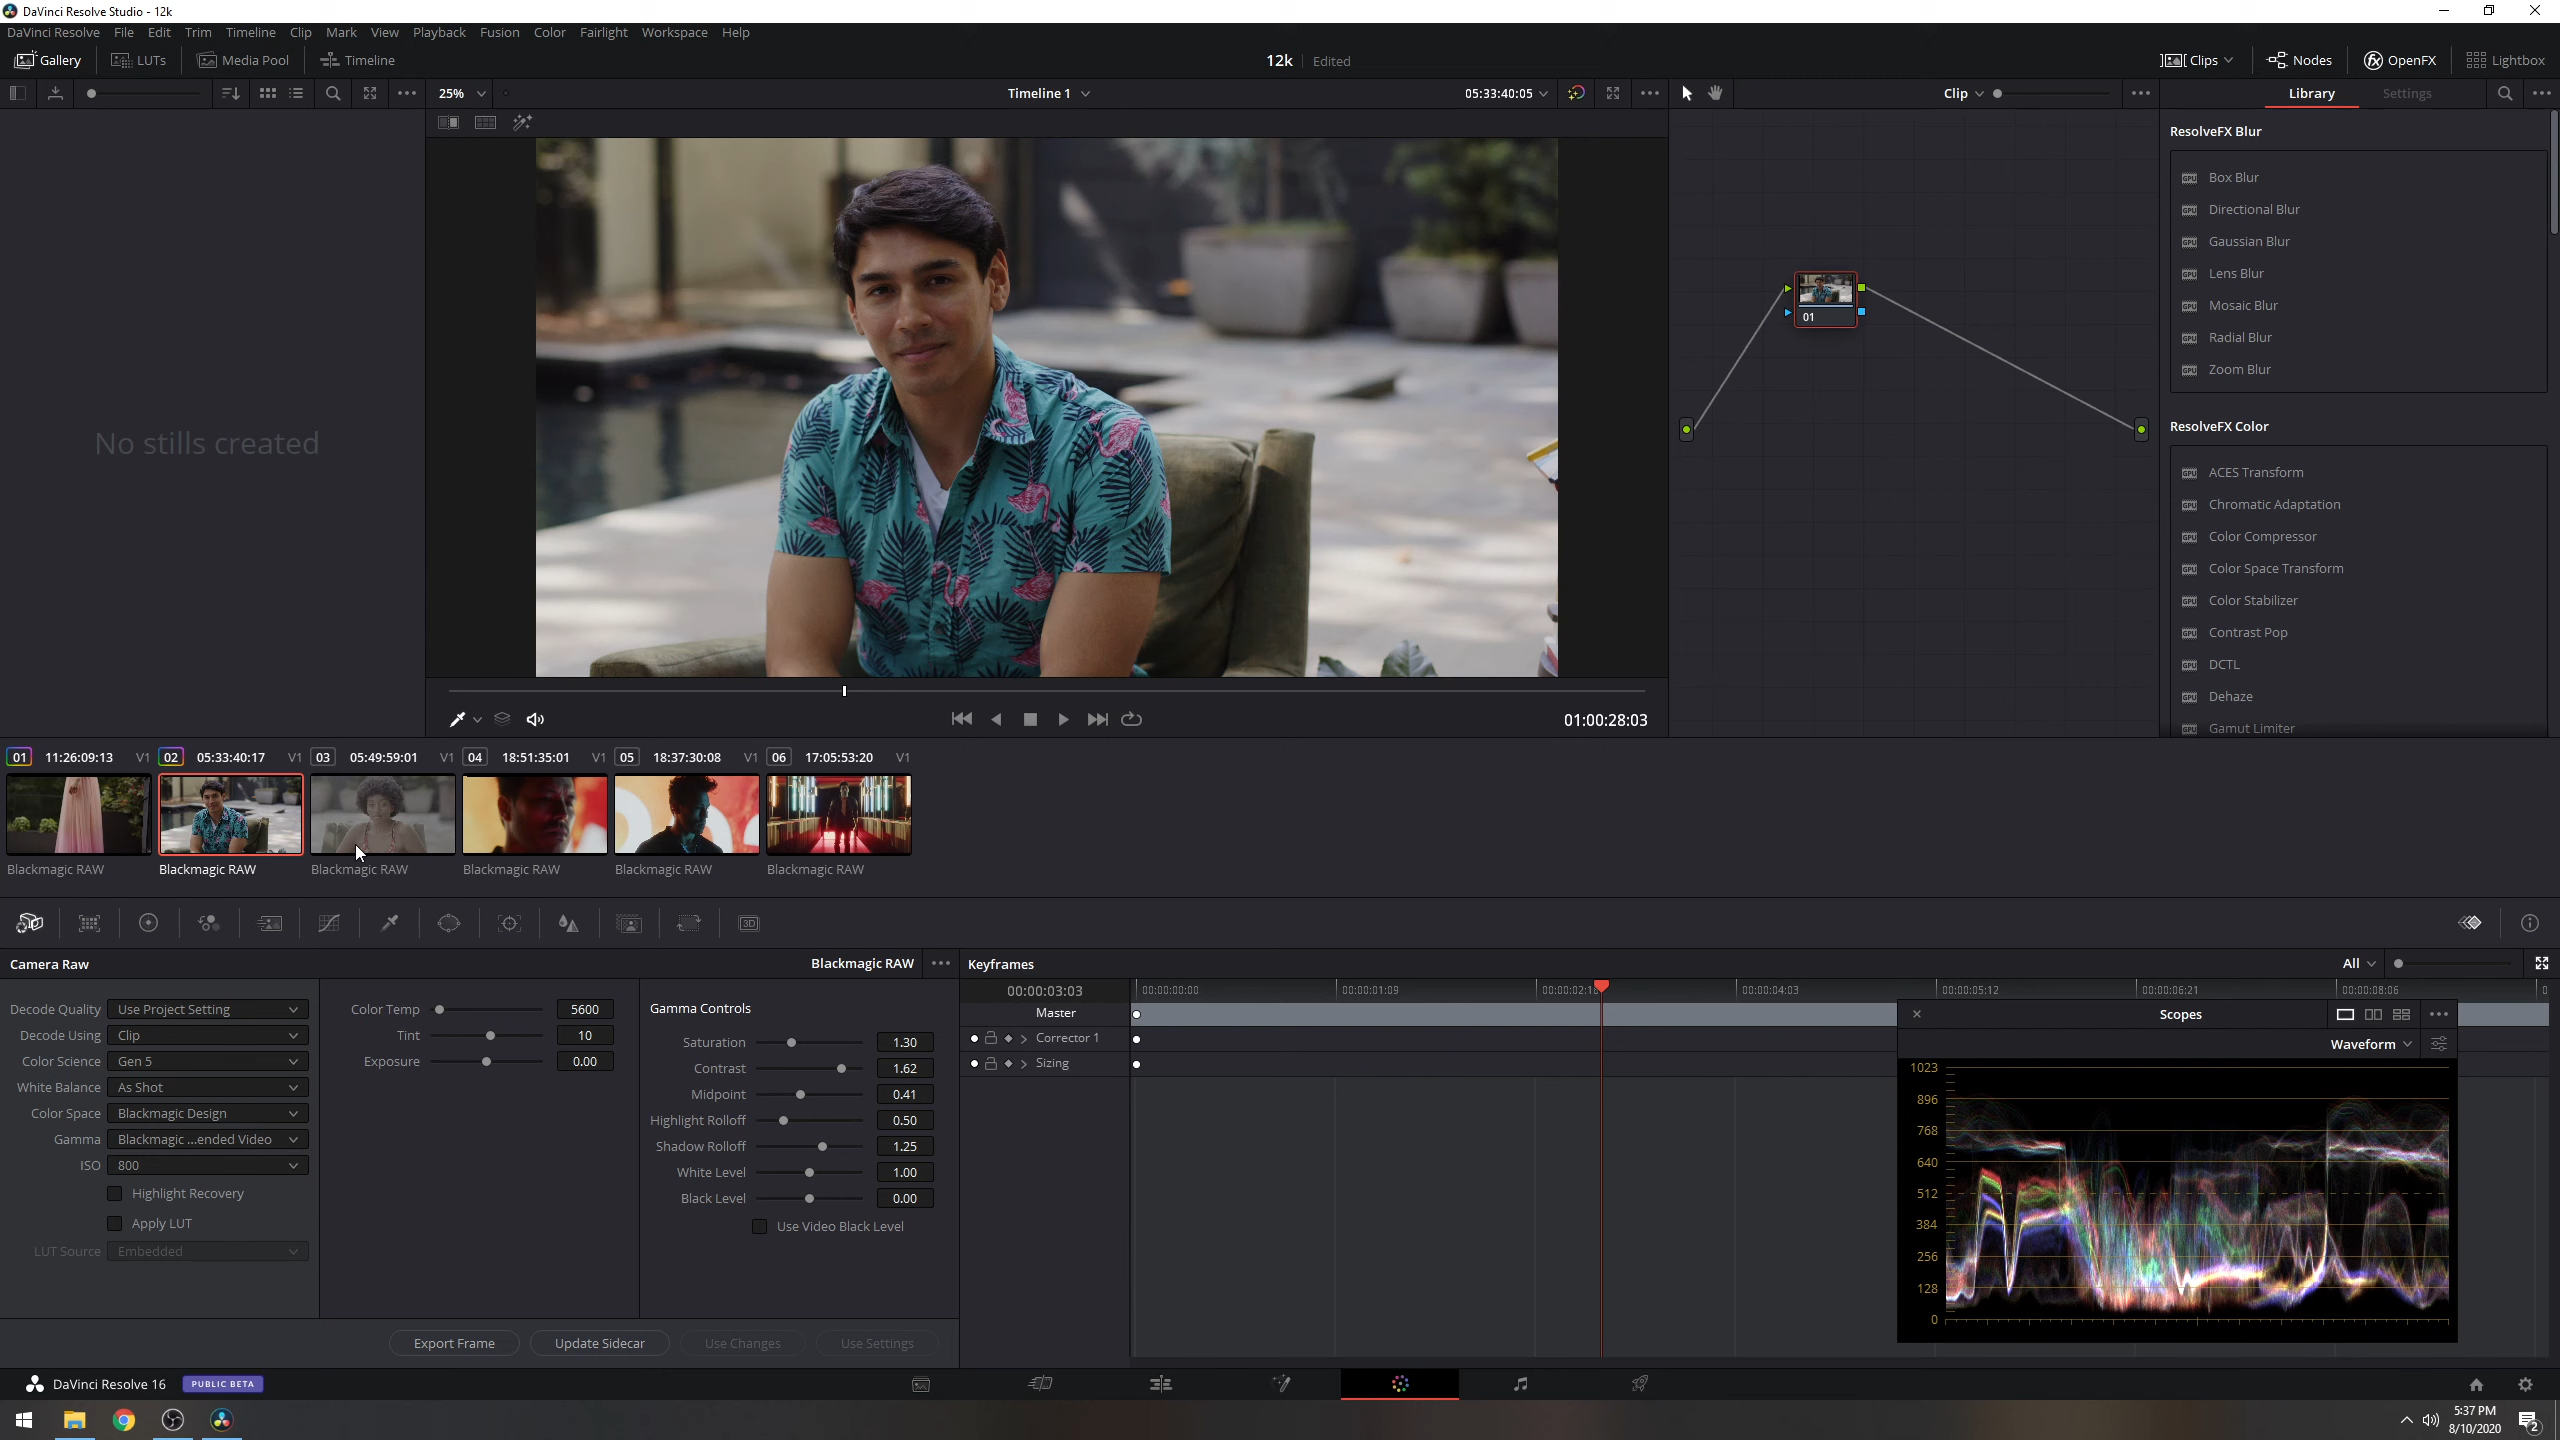 DaVinci Resolve Studio - 12k
DaVinci Resolve File Edit Trim Timeline Clip Mark View Playback Fusion Color Fairlight Workspace Help
Gallery LUTs Media Pool Timeline 12k Edited Clips Nodes OpenFX Lightbox
25% Timeline 1 05:33:40:05 Clip Library Settings
ResolveFX Blur
Box Blur
Directional Blur
Gaussian Blur
Lens Blur
Mosaic Blur
Radial Blur
Zoom Blur
ResolveFX Color
ACES Transform
Chromatic Adaptation
Color Compressor
Color Space Transform
Color Stabilizer
Contrast Pop
DCTL
Dehaze
Gamut Limiter
No stills created
01
01:00:28:03
01 11:26:09:13 V1 02 05:33:40:17 V1 03 05:49:59:01 V1 04 18:51:35:01 V1 05 18:37:30:08 V1 06 17:05:53:20 V1
Blackmagic RAW Blackmagic RAW Blackmagic RAW Blackmagic RAW Blackmagic RAW Blackmagic RAW
3D
Camera Raw Blackmagic RAW
Decode Quality Use Project Setting
Decode Using Clip
Color Science Gen 5
White Balance As Shot
Color Space Blackmagic Design
Gamma Blackmagic ...ended Video
ISO 800
Highlight Recovery
Apply LUT
LUT Source Embedded
Color Temp 5600
Tint 10
Exposure 0.00
Gamma Controls
Saturation 1.30
Contrast 1.62
Midpoint 0.41
Highlight Rolloff 0.50
Shadow Rolloff 1.25
White Level 1.00
Black Level 0.00
Use Video Black Level
Export Frame Update Sidecar Use Changes Use Settings
Keyframes All
00:00:03:03 00:00:00:00 00:00:01:09 00:00:02:18 00:00:04:03 00:00:05:12 00:00:06:21 00:00:08:06
Master
Corrector 1
Sizing
Scopes
Waveform
1023
896
768
640
512
384
256
128
0
DaVinci Resolve 16 PUBLIC BETA
5:37 PM
8/10/2020
2